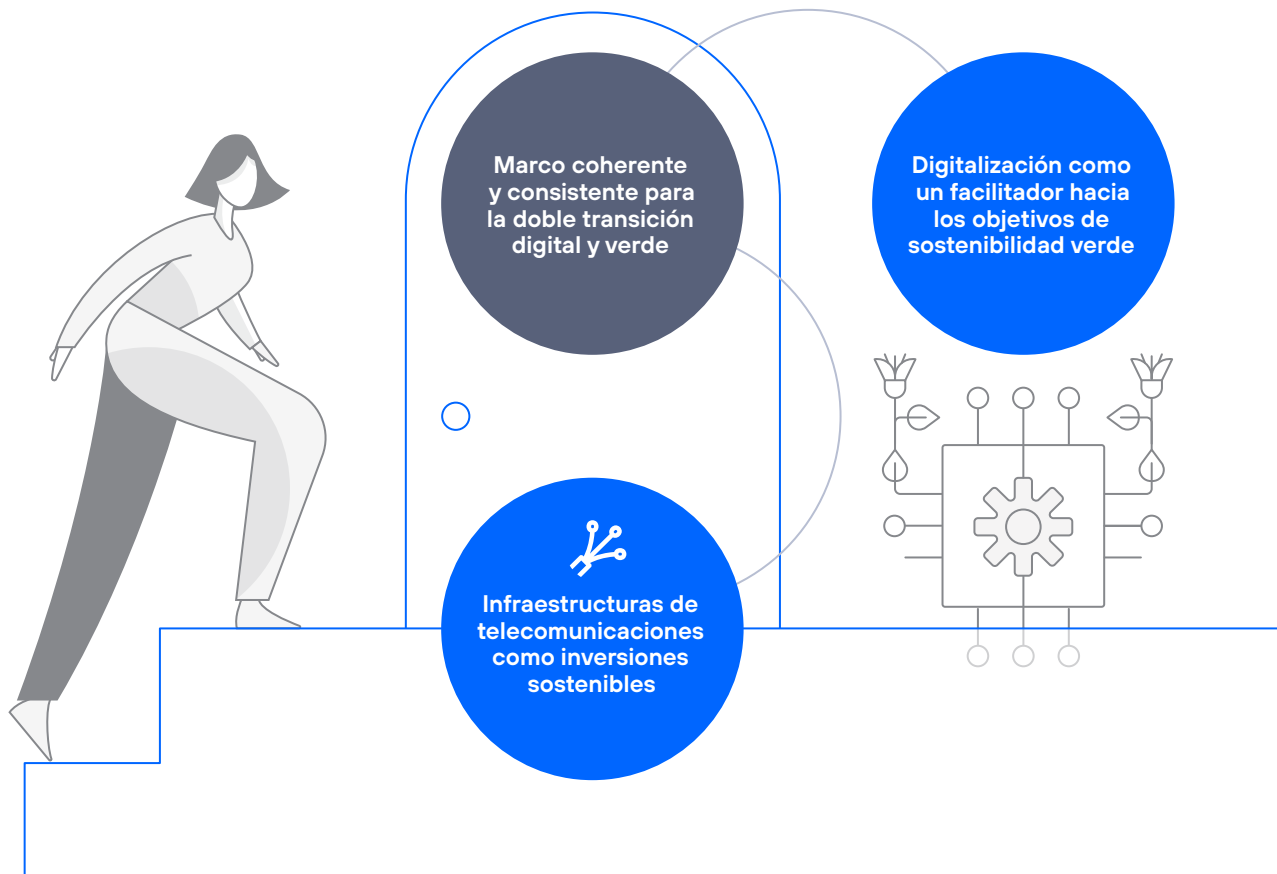 Marco coherente
y consistente para
la doble transición
digital y verde
Digitalización como
un facilitador hacia
los objetivos de
sostenibilidad verde
Infraestructuras de
telecomunicaciones
como inversiones
sostenibles